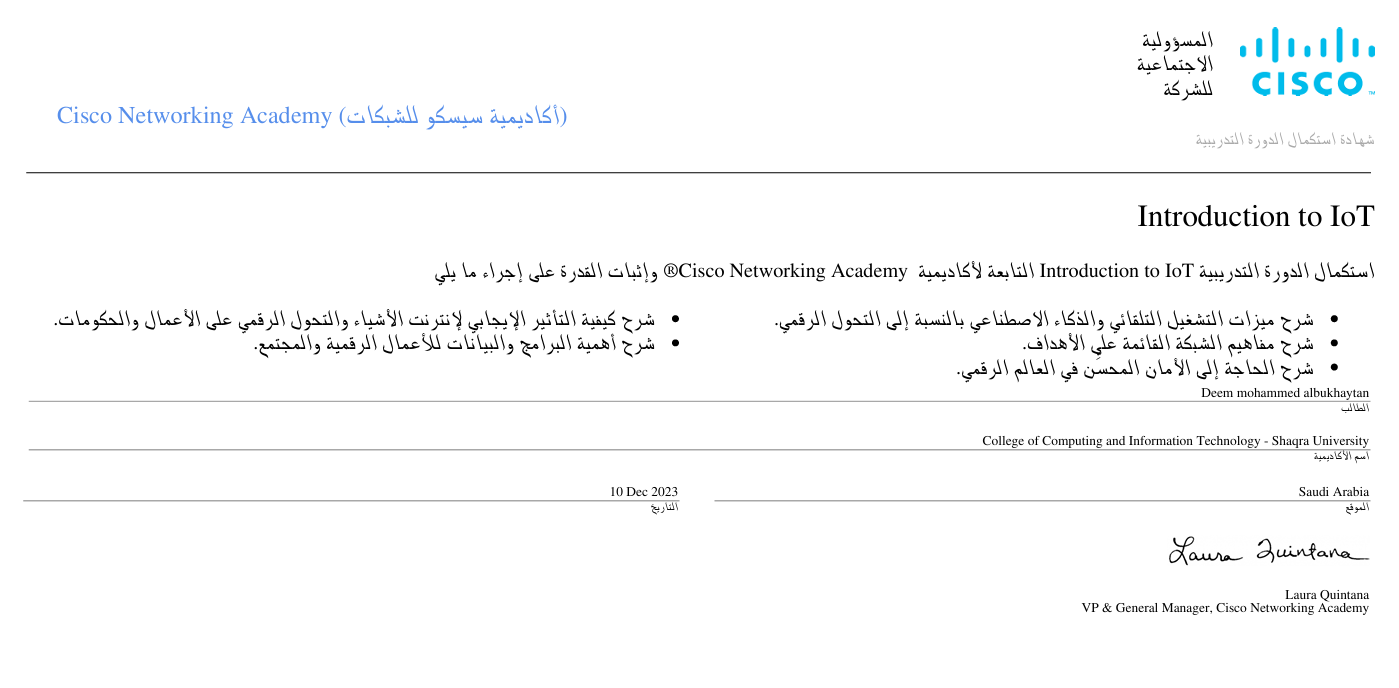 المسؤولية
الاجتماعية
للشركة
CISCO
TM
Cisco Networking Academy (أكاديمية سيسكو للشبكات)
شهادة استكمال الدورة التدريبية
Introduction to IoT
استكمال الدورة التدريبية Introduction to IoT التابعة لأكاديمية Cisco Networking Academy® وإثبات القدرة على إجراء ما يلي
• شرح ميزات التشغيل التلقائي والذكاء الاصطناعي بالنسبة إلى التحول الرقمي.
• شرح مفاهيم الشبكة القائمة على الأهداف.
• شرح الحاجة إلى الأمان المحسَّن في العالم الرقمي.
• شرح كيفية التأثير الإيجابي لإنترنت الأشياء والتحول الرقمي على الأعمال والحكومات.
• شرح أهمية البرامج والبيانات للأعمال الرقمية والمجتمع.
Deem mohammed albukhaytan
الطالب
College of Computing and Information Technology - Shaqra University
اسم الأكاديمية
Saudi Arabia
الموقع
10 Dec 2023
التاريخ
Laura Quintana
Laura Quintana
VP & General Manager, Cisco Networking Academy